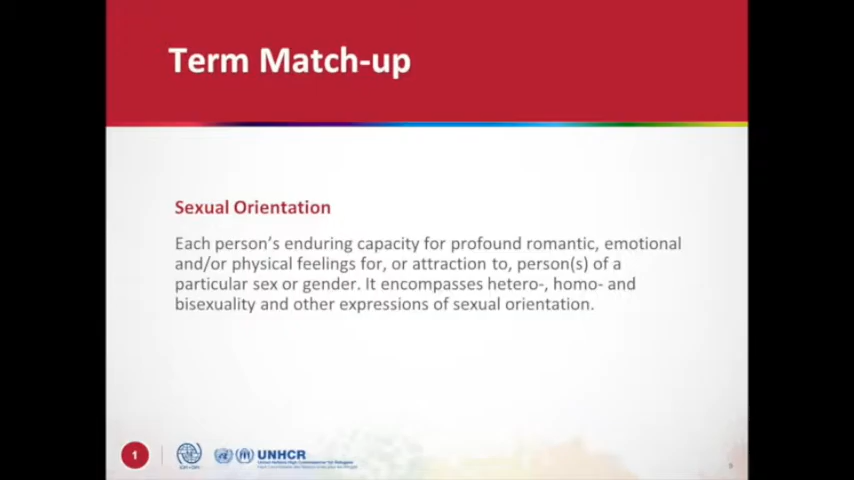 Term Match-up
Sexual Orientation
Each person's enduring capacity for profound romantic, emotional
and/or physical feelings for, or attraction to, person(s) of a
particular sex or gender. It encompasses hetero-, homo- and
bisexuality and other expressions of sexual orientation.
1
UNHCR